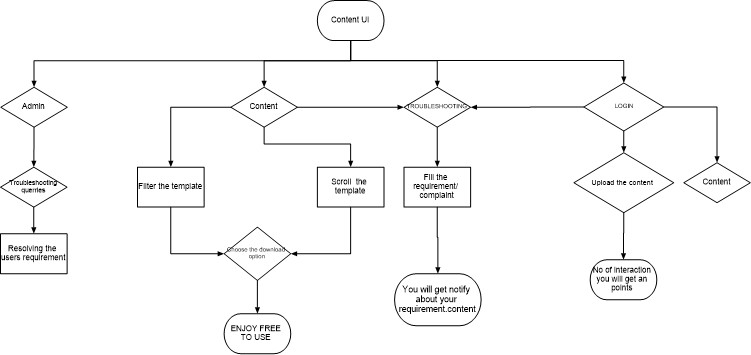 Content UI
Admin
Content
TROUBLESHOOTING
LOGIN
Troubleshooting
querries
Filter the template
Scroll the
template
Fill the
requirement/
complaint
Upload the content
Content
Resolving the
users requirement
Choose the download
option
You will get notify
about your
requirement.content
No of interaction
you will get an
points
ENJOY FREE
TO USE